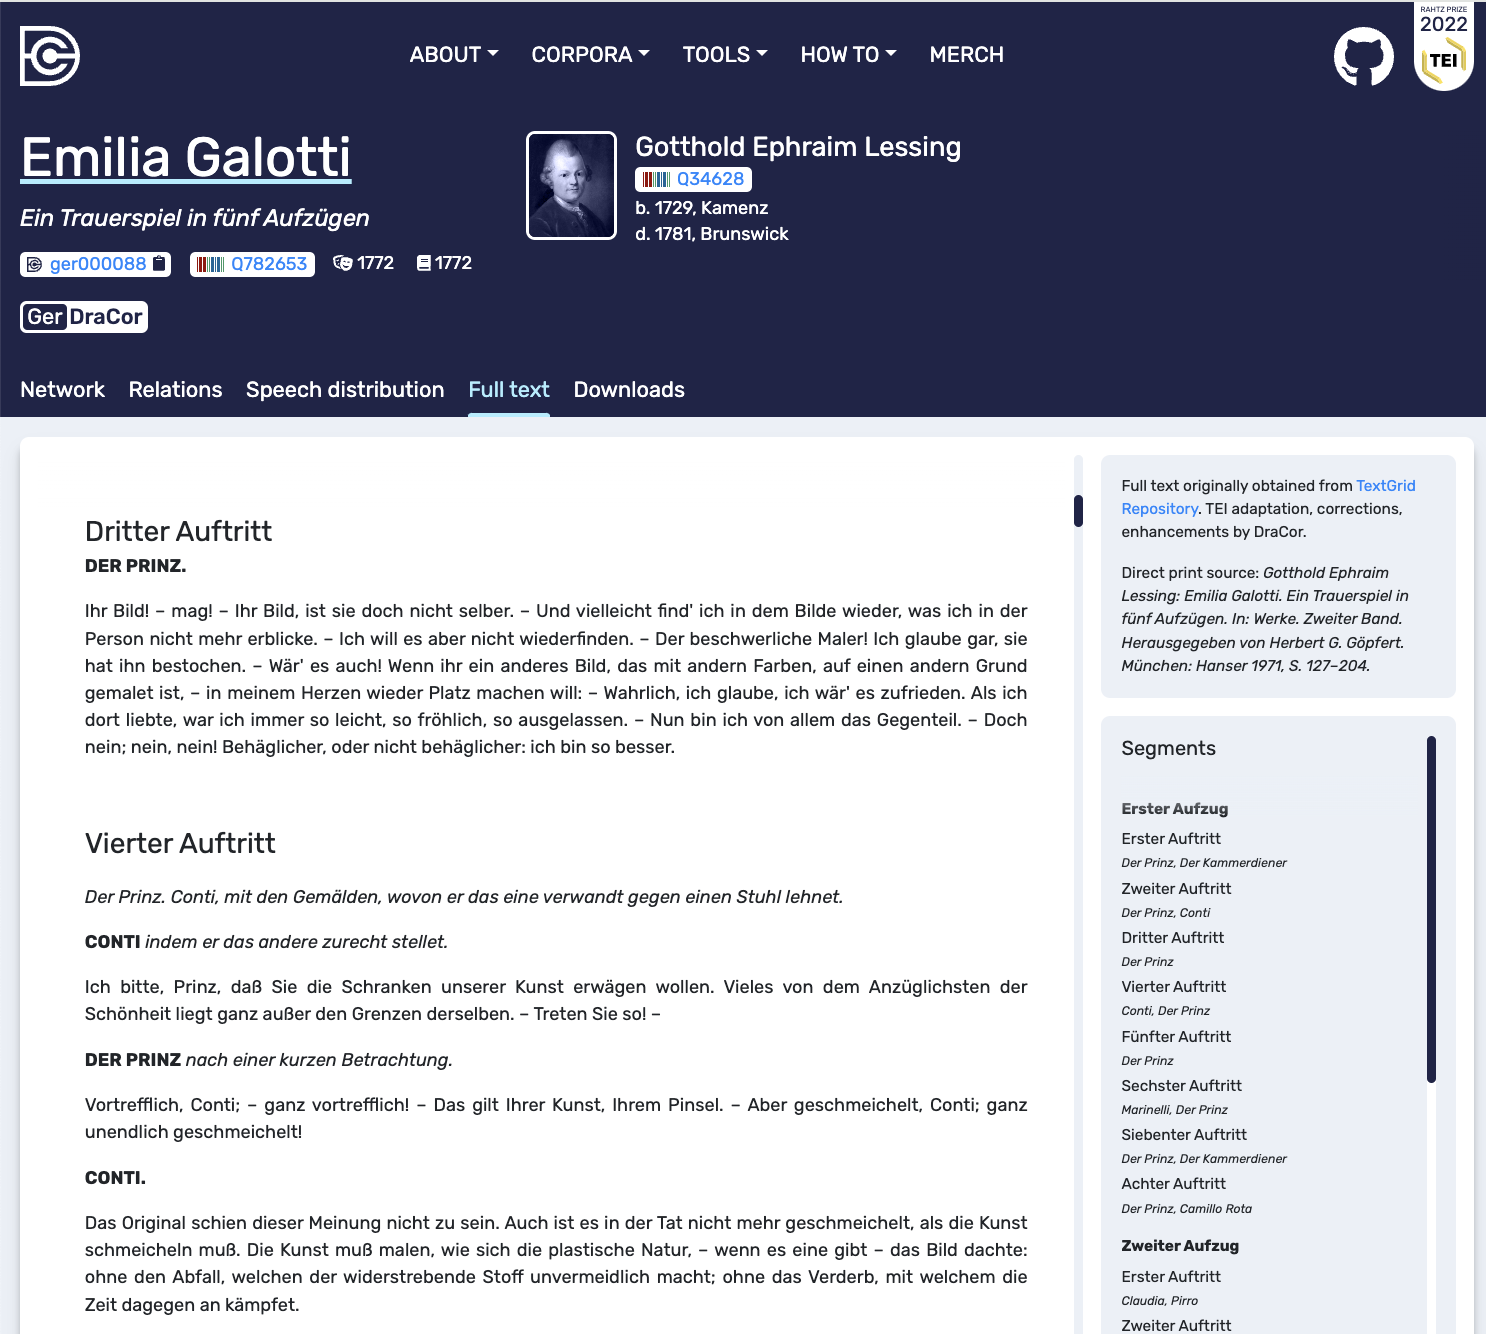 ABOUT CORPORA TOOLS HOW TO MERCH
RAHTZ PRIZE
2022
TEI
Emilia Galotti
Ein Trauerspiel in fünf Aufzügen
ger000088 Q782653 1772 1772
GerDraCor
Gotthold Ephraim Lessing
Q34628
b. 1729, Kamenz
d. 1781, Brunswick
Network Relations Speech distribution Full text Downloads
Dritter Auftritt
DER PRINZ.
Ihr Bild! – mag! – Ihr Bild, ist sie doch nicht selber. – Und vielleicht find' ich in dem Bilde wieder, was ich in der
Person nicht mehr erblicke. – Ich will es aber nicht wiederfinden. – Der beschwerliche Maler! Ich glaube gar, sie
hat ihn bestochen. – Wär' es auch! Wenn ihr ein anderes Bild, das mit andern Farben, auf einen andern Grund
gemalet ist, – in meinem Herzen wieder Platz machen will: – Wahrlich, ich glaube, ich wär' es zufrieden. Als ich
dort liebte, war ich immer so leicht, so fröhlich, so ausgelassen. – Nun bin ich von allem das Gegenteil. – Doch
nein; nein, nein! Behäglicher, oder nicht behäglicher: ich bin so besser.
Vierter Auftritt
Der Prinz. Conti, mit den Gemälden, wovon er das eine verwandt gegen einen Stuhl lehnet.
CONTI indem er das andere zurecht stellet.
Ich bitte, Prinz, daß Sie die Schranken unserer Kunst erwägen wollen. Vieles von dem Anzüglichsten der
Schönheit liegt ganz außer den Grenzen derselben. – Treten Sie so! –
DER PRINZ nach einer kurzen Betrachtung.
Vortrefflich, Conti; – ganz vortrefflich! – Das gilt Ihrer Kunst, Ihrem Pinsel. – Aber geschmeichelt, Conti; ganz
unendlich geschmeichelt!
CONTI.
Das Original schien dieser Meinung nicht zu sein. Auch ist es in der Tat nicht mehr geschmeichelt, als die Kunst
schmeicheln muß. Die Kunst muß malen, wie sich die plastische Natur, – wenn es eine gibt – das Bild dachte:
ohne den Abfall, welchen der widerstrebende Stoff unvermeidlich macht; ohne das Verderb, mit welchem die
Zeit dagegen an kämpfet.
Full text originally obtained from TextGrid
Repository. TEI adaptation, corrections,
enhancements by DraCor.
Direct print source: Gotthold Ephraim
Lessing: Emilia Galotti. Ein Trauerspiel in
fünf Aufzügen. In: Werke. Zweiter Band.
Herausgegeben von Herbert G. Göpfert.
München: Hanser 1971, S. 127–204.
Segments
Erster Aufzug
Erster Auftritt
Der Prinz, Der Kammerdiener
Zweiter Auftritt
Der Prinz, Conti
Dritter Auftritt
Der Prinz
Vierter Auftritt
Conti, Der Prinz
Fünfter Auftritt
Der Prinz
Sechster Auftritt
Marinelli, Der Prinz
Siebenter Auftritt
Der Prinz, Der Kammerdiener
Achter Auftritt
Der Prinz, Camillo Rota
Zweiter Aufzug
Erster Auftritt
Claudia, Pirro
Zweiter Auftritt